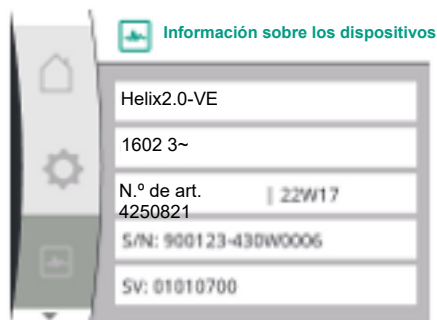 Información sobre los dispositivos
Helix2.0-VE
1602 3~
N.º de art. | 22W17
4250821
S/N: 900123-430W0006
SV: 01010700